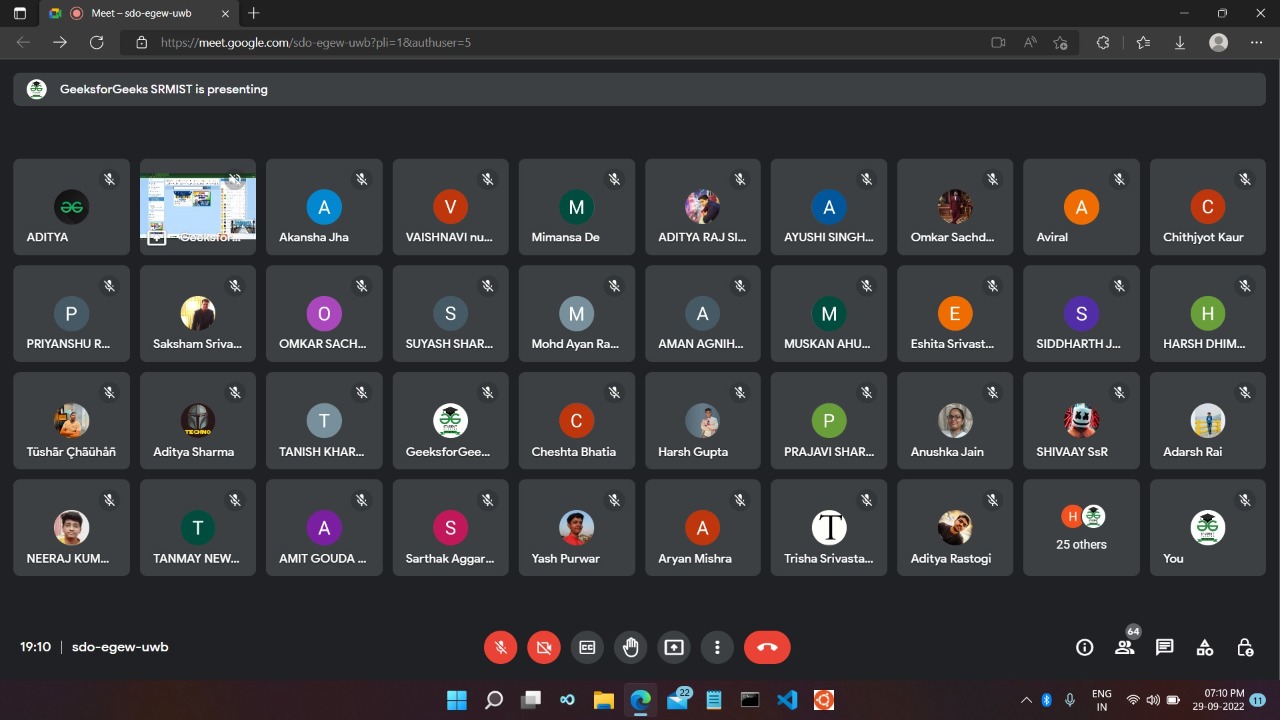 Meet – sdo-egew-uwb
https://meet.google.com/sdo-egew-uwb?pli=1&authuser=5
GeeksforGeeks SRMIST is presenting
ADITYA
A
Akansha Jha
V
VAISHNAVI nu...
M
Mimansa De
ADITYA RAJ SI...
A
AYUSHI SINGH...
Omkar Sachd...
A
Aviral
C
Chithjyot Kaur
P
PRIYANSHU R...
Saksham Sriva...
O
OMKAR SACH...
S
SUYASH SHAR...
M
Mohd Ayan Ra...
A
AMAN AGNIH...
M
MUSKAN AHU...
E
Eshita Srivast...
S
SIDDHARTH J...
H
HARSH DHIM...
Tüshãr Çhãühâñ
TECHNO
Aditya Sharma
T
TANISH KHAR...
GeeksforGee...
C
Cheshta Bhatia
Harsh Gupta
P
PRAJAVI SHAR...
Anushka Jain
SHIVAAY SsR
Adarsh Rai
NEERAJ KUM...
T
TANMAY NEW...
A
AMIT GOUDA ...
S
Sarthak Aggar...
Yash Purwar
A
Aryan Mishra
T
Trisha Srivasta...
Aditya Rastogi
H
25 others
You
19:10 | sdo-egew-uwb
CC
64
22
ENG
IN
07:10 PM
29-09-2022
11